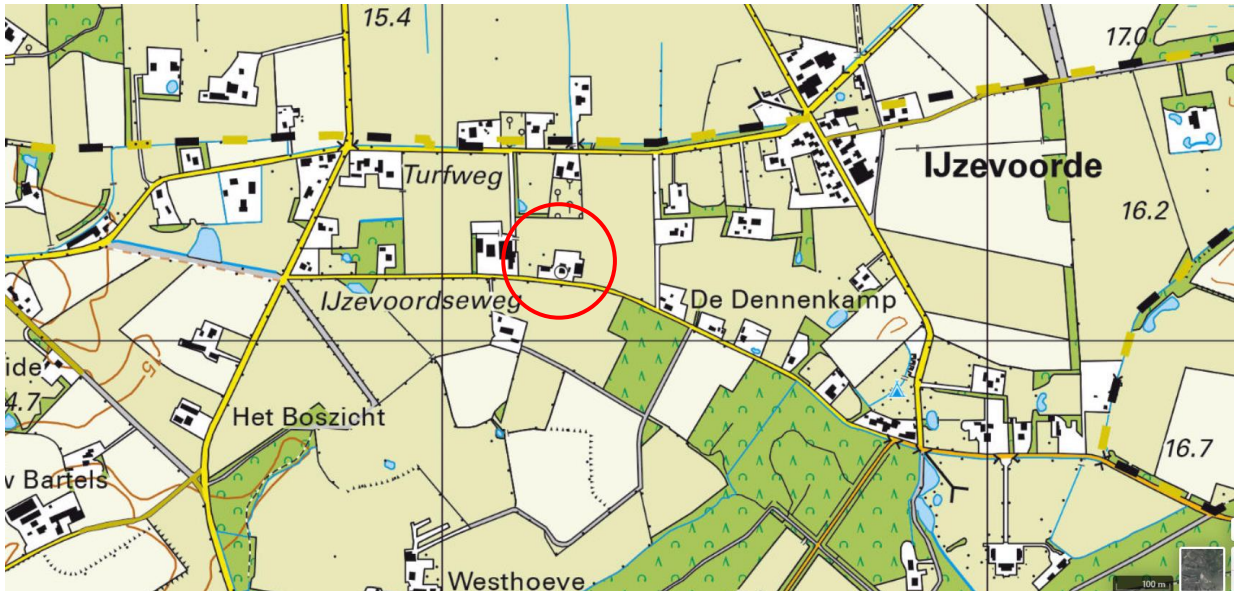 15.4
17.0
IJzevoorde
Turfweg
16.2
IJzevoordseweg
De Dennenkamp
ide
15
4.7
Het Boszicht
16.7
v Bartels
Westhoeve
100 m